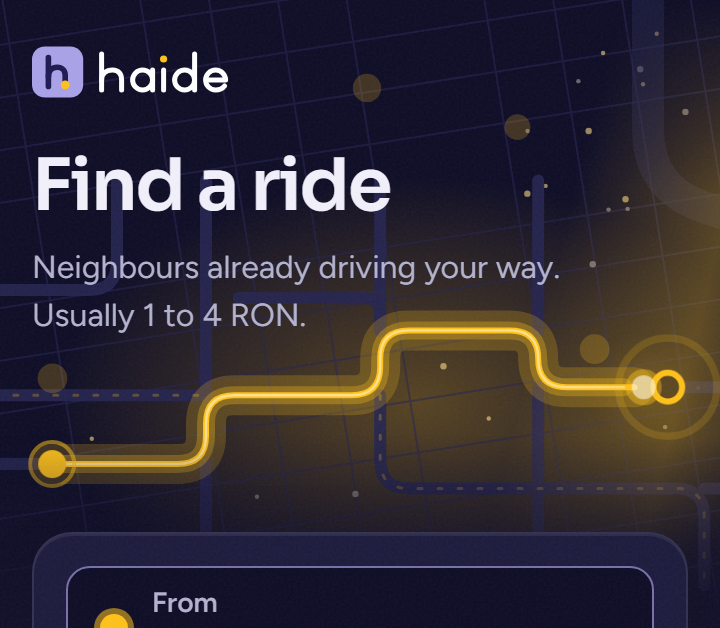 h.
haide
Find a ride
Neighbours already driving your way.
Usually 1 to 4 RON.
From